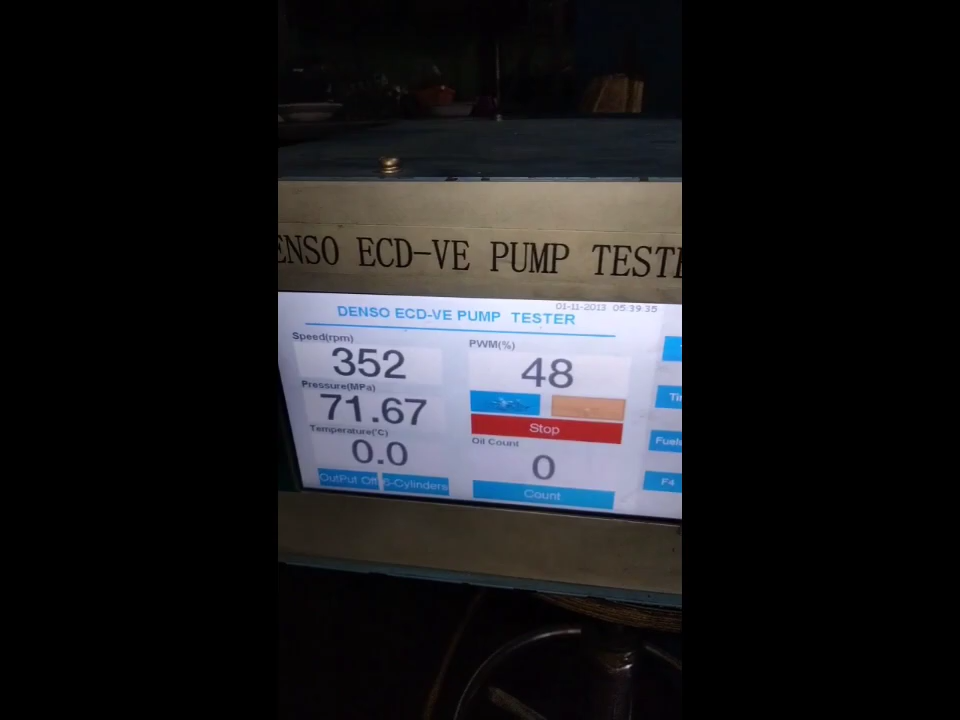 ENSO ECD-VE PUMP TEST
01-11-2013 05:39:35
DENSO ECD-VE PUMP TESTER
Speed(rpm)
352
PWM(%)
48
Pressure(MPa)
71.67
Stop
Temperature(°C)
0.0
Oil Count
0
OutPut Off
6-Cylinders
Count
Ti
Fuel
F4